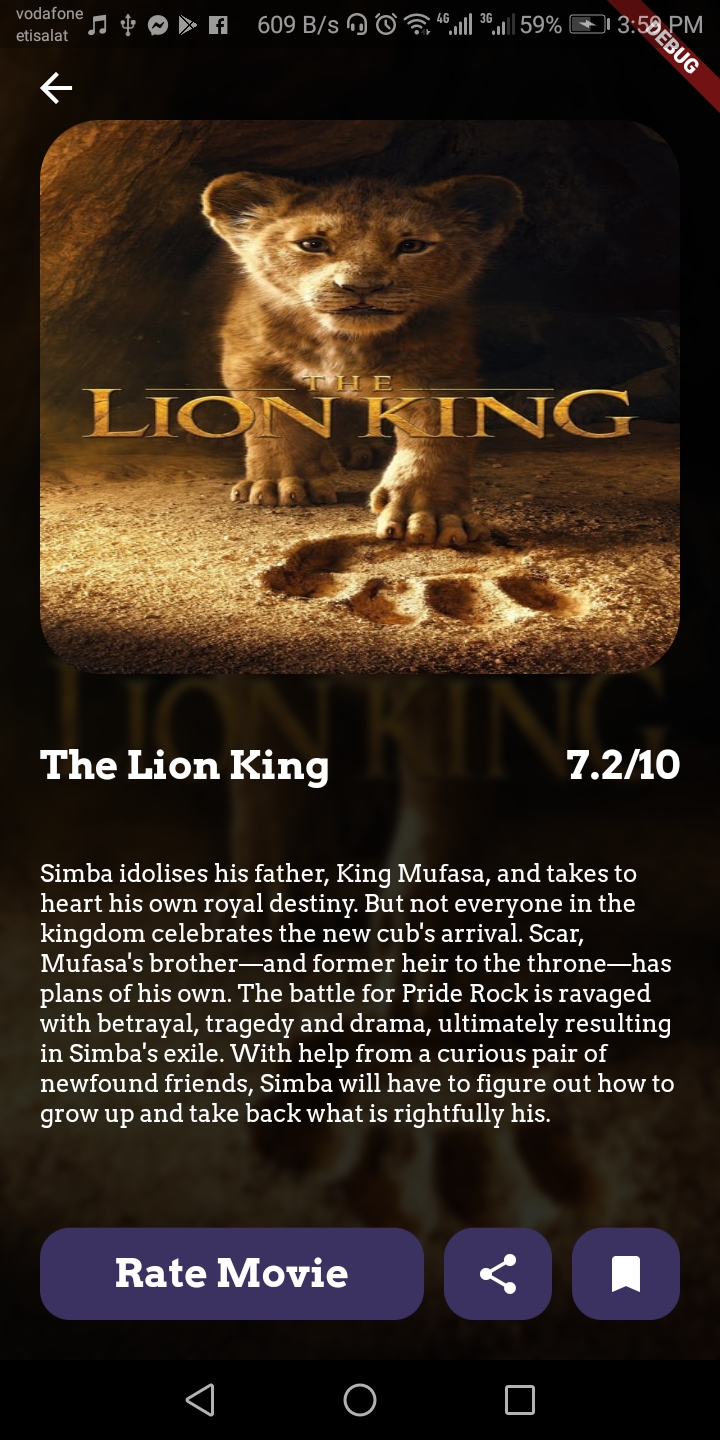 vodafone
etisalat
609 B/s 4G 3G 59% 3:59 PM
DEBUG
THE
LION KING
LION KING
The Lion King 7.2/10
Simba idolises his father, King Mufasa, and takes to
heart his own royal destiny. But not everyone in the
kingdom celebrates the new cub's arrival. Scar,
Mufasa's brother—and former heir to the throne—has
plans of his own. The battle for Pride Rock is ravaged
with betrayal, tragedy and drama, ultimately resulting
in Simba's exile. With help from a curious pair of
newfound friends, Simba will have to figure out how to
grow up and take back what is rightfully his.
Rate Movie